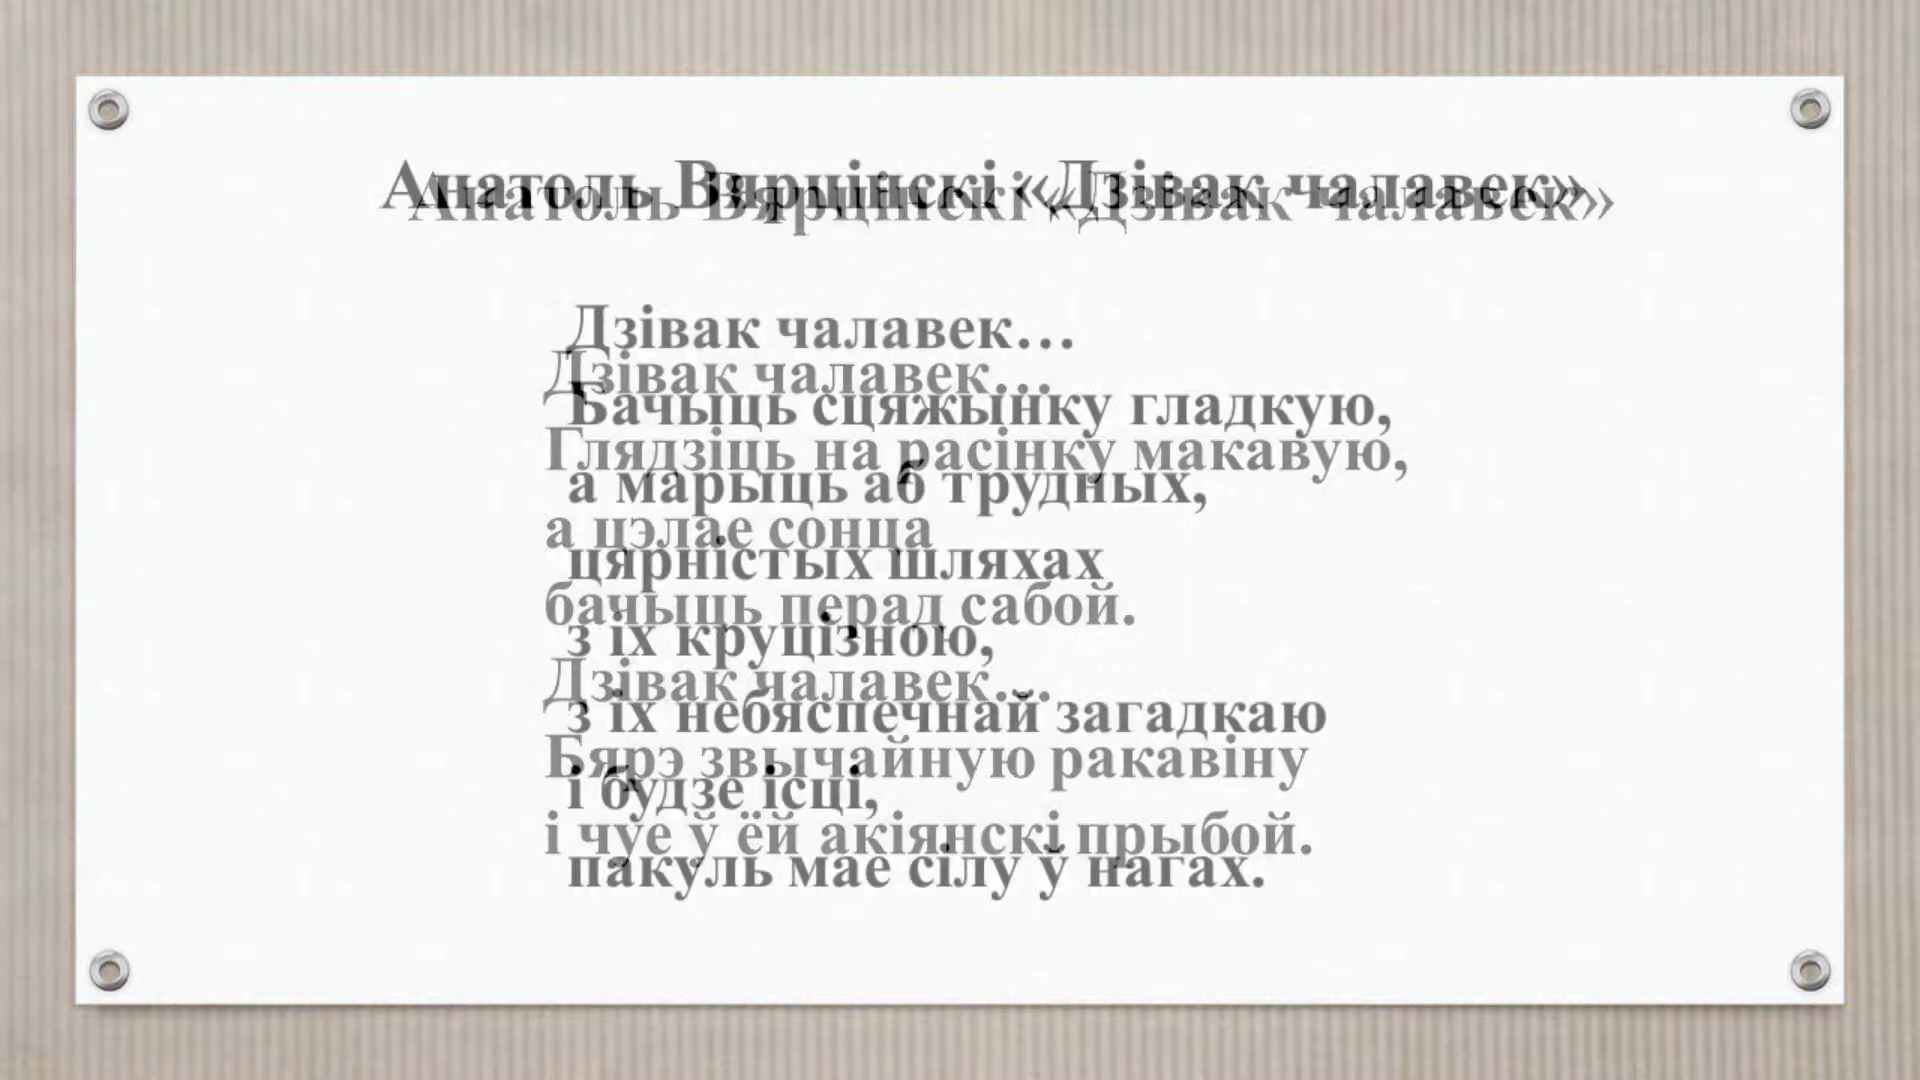 Анатоль Вярцінскі «Дзівак чалавек»
Анатоль Вярцінскі «Дзівак чалавек»
Дзівак чалавек…
Дзівак чалавек…
Бачыць сцяжынку гладкую,
Глядзіць на расінку макавую,
а марыць аб трудных,
а цэлае сонца
цярністых шляхах
бачыць перад сабой.
з іх круцізною,
Дзівак чалавек…
з іх небяспечнай загадкаю
Бярэ звычайную ракавіну
і будзе ісці,
і чуе ў ёй акіянскі прыбой.
пакуль мае сілу ў нагах.